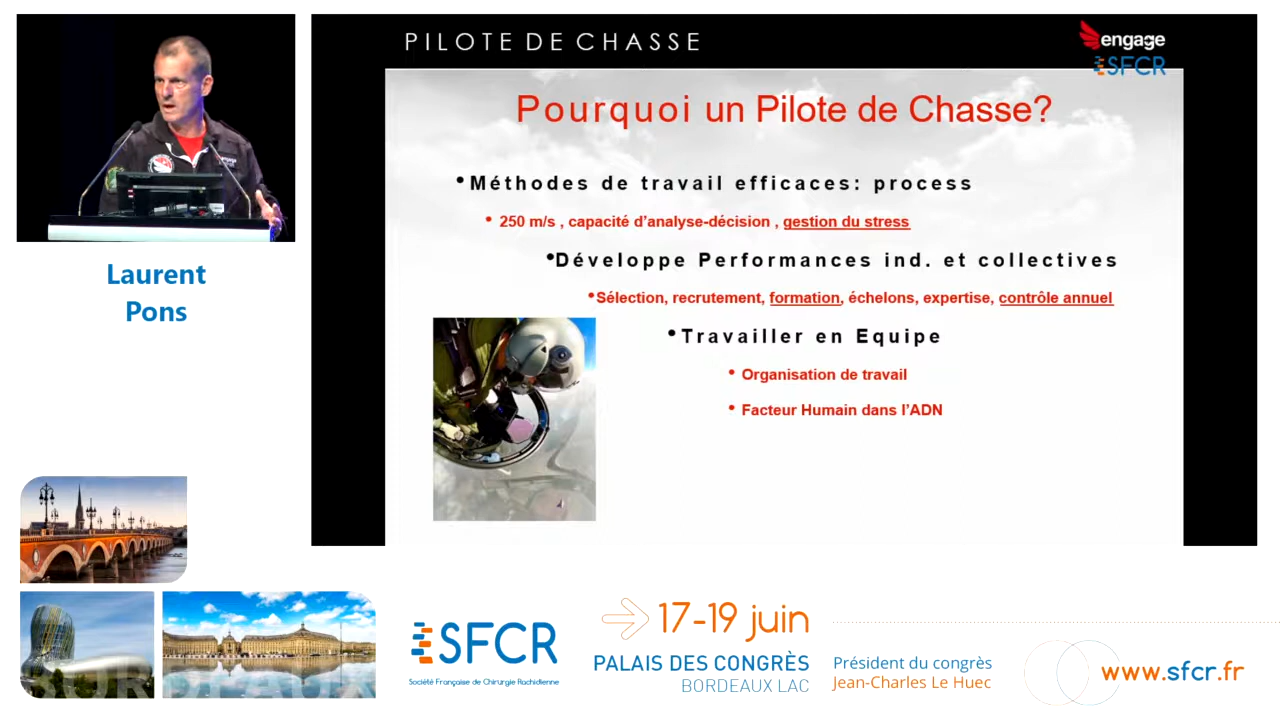 PILOTE DE CHASSE
engage
SFCR
Pourquoi un Pilote de Chasse?
•Méthodes de travail efficaces: process
• 250 m/s , capacité d'analyse-décision , gestion du stress
•Développe Performances ind. et collectives
•Sélection, recrutement, formation, échelons, expertise, contrôle annuel
•Travailler en Equipe
• Organisation de travail
• Facteur Humain dans l'ADN
Laurent
Pons
BORDEAUX
SFCR
Société Française de Chirurgie Rachidienne
17-19 juin
PALAIS DES CONGRÈS
BORDEAUX LAC
Président du congrès
Jean-Charles Le Huec
www.sfcr.fr